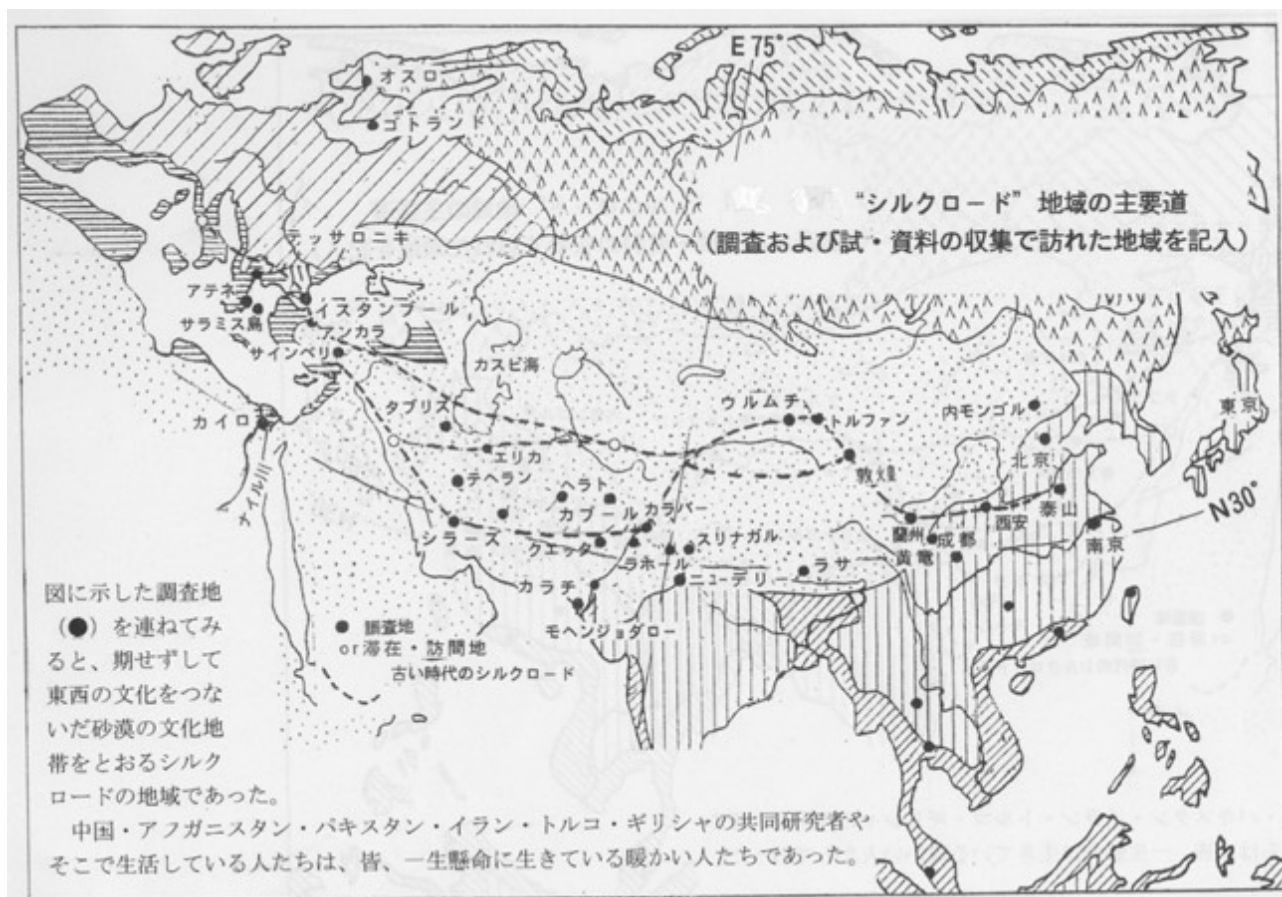 E 75°
オスロー
ゴトランド
“シルクロード” 地域の主要道
(調査および試・資料の収集で訪れた地域を記入)
テッサロニキ
アテネ
イスタンブール
サラミス島
アンカラ
サインベリ
カスピ海
タブリス
ウルムチ
トルファン
内モンゴル
東京
カイロ
エリカ
北京
敦煌
テヘラン
ヘラト
ナイル川
カブール
カラバー
西安
泰山
N30°
シラーズ
クエッタ
スリナガル
蘭州
成都
南京
ラホール
黄竜
ラサ
カラチ
ニューデリー
モヘンジョダロー
図に示した調査地
(●)を連ねてみ
ると、期せずして
東西の文化をつな
いだ砂漠の文化地
帯をとおるシルク
ロードの地域であった。
● 調査地
or滞在・訪問地
古い時代のシルクロード
中国・アフガニスタン・パキスタン・イラン・トルコ・ギリシャの共同研究者や
そこで生活している人たちは、皆、一生懸命に生きている暖かい人たちであった。